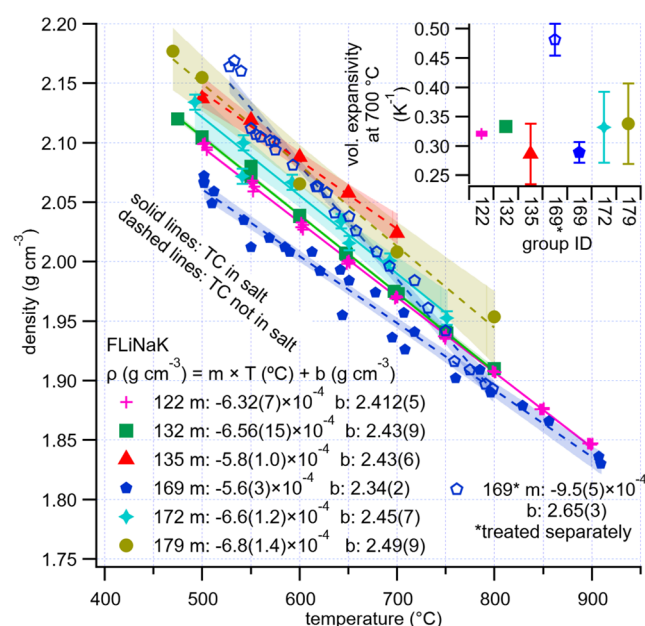 2.20
2.15
2.10
2.05
2.00
1.95
1.90
1.85
1.80
1.75
density (g cm⁻³)
400 500 600 700 800 900
temperature (°C)
solid lines: TC in salt
dashed lines: TC not in salt
FLiNaK
ρ (g cm⁻³) = m × T (ºC) + b (g cm⁻³)
122 m: -6.32(7)×10⁻⁴ b: 2.412(5)
132 m: -6.56(15)×10⁻⁴ b: 2.43(9)
135 m: -5.8(1.0)×10⁻⁴ b: 2.43(6)
169 m: -5.6(3)×10⁻⁴ b: 2.34(2)
172 m: -6.6(1.2)×10⁻⁴ b: 2.45(7)
179 m: -6.8(1.4)×10⁻⁴ b: 2.49(9)
169* m: -9.5(5)×10⁻⁴
b: 2.65(3)
*treated separately
vol. expansivity
at 700 °C
(K⁻¹)
0.50
0.45
0.40
0.35
0.30
0.25
122 132 135 169* 169 172 179
group ID